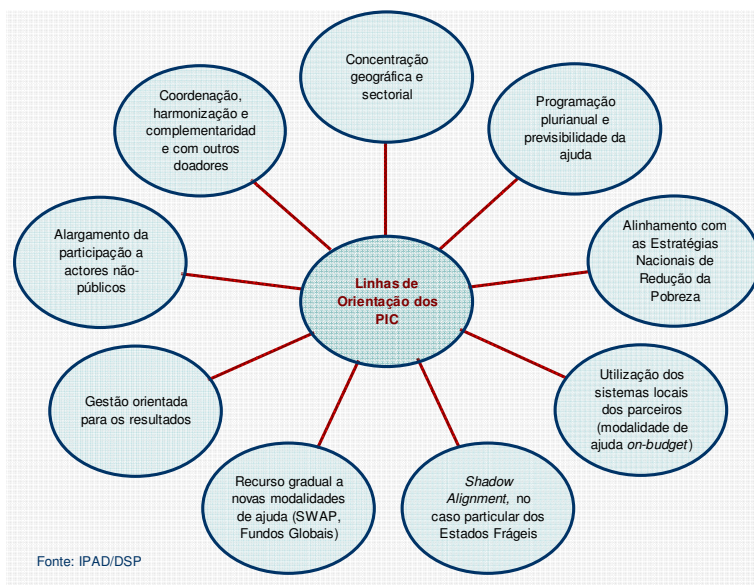 Concentração
geográfica e
sectorial
Programação
plurianual e
previsibilidade da
ajuda
Alinhamento com
as Estratégias
Nacionais de
Redução da
Pobreza
Utilização dos
sistemas locais
dos parceiros
(modalidade de
ajuda on-budget)
Shadow
Alignment, no
caso particular dos
Estados Frágeis
Recurso gradual a
novas modalidades
de ajuda (SWAP,
Fundos Globais)
Gestão orientada
para os resultados
Alargamento da
participação a
actores não-
públicos
Coordenação,
harmonização e
complementarid
e com outros
doadores
Linhas de
Orientação dos
PIC
Fonte: IPAD/DSP